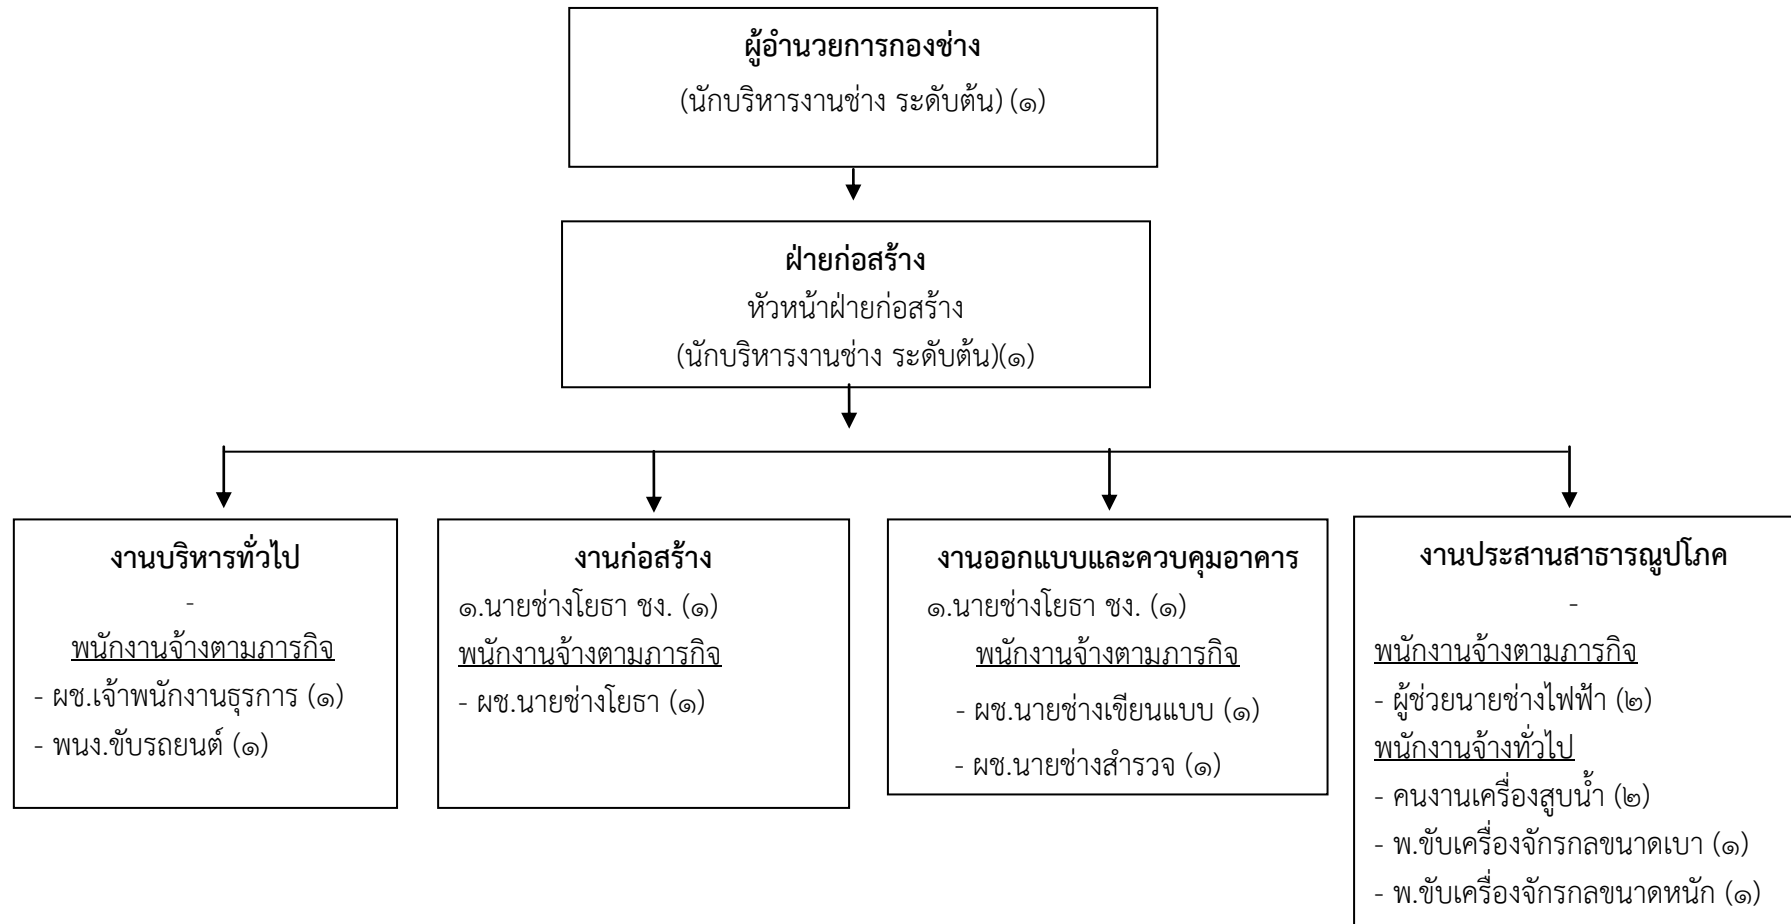 ผู้อำนวยการกองช่าง
(นักบริหารงานช่าง ระดับต้น) (๑)
ฝ่ายก่อสร้าง
หัวหน้าฝ่ายก่อสร้าง
(นักบริหารงานช่าง ระดับต้น)(๑)
งานบริหารทั่วไป
-
พนักงานจ้างตามภารกิจ
- ผช.เจ้าพนักงานธุรการ (๑)
- พนง.ขับรถยนต์ (๑)
งานก่อสร้าง
๑.นายช่างโยธา ชง. (๑)
พนักงานจ้างตามภารกิจ
- ผช.นายช่างโยธา (๑)
งานออกแบบและควบคุมอาคาร
๑.นายช่างโยธา ชง. (๑)
พนักงานจ้างตามภารกิจ
- ผช.นายช่างเขียนแบบ (๑)
- ผช.นายช่างสำรวจ (๑)
งานประสานสาธารณูปโภค
-
พนักงานจ้างตามภารกิจ
- ผู้ช่วยนายช่างไฟฟ้า (๒)
พนักงานจ้างทั่วไป
- คนงานเครื่องสูบน้ำ (๒)
- พ.ขับเครื่องจักรกลขนาดเบา (๑)
- พ.ขับเครื่องจักรกลขนาดหนัก (๑)